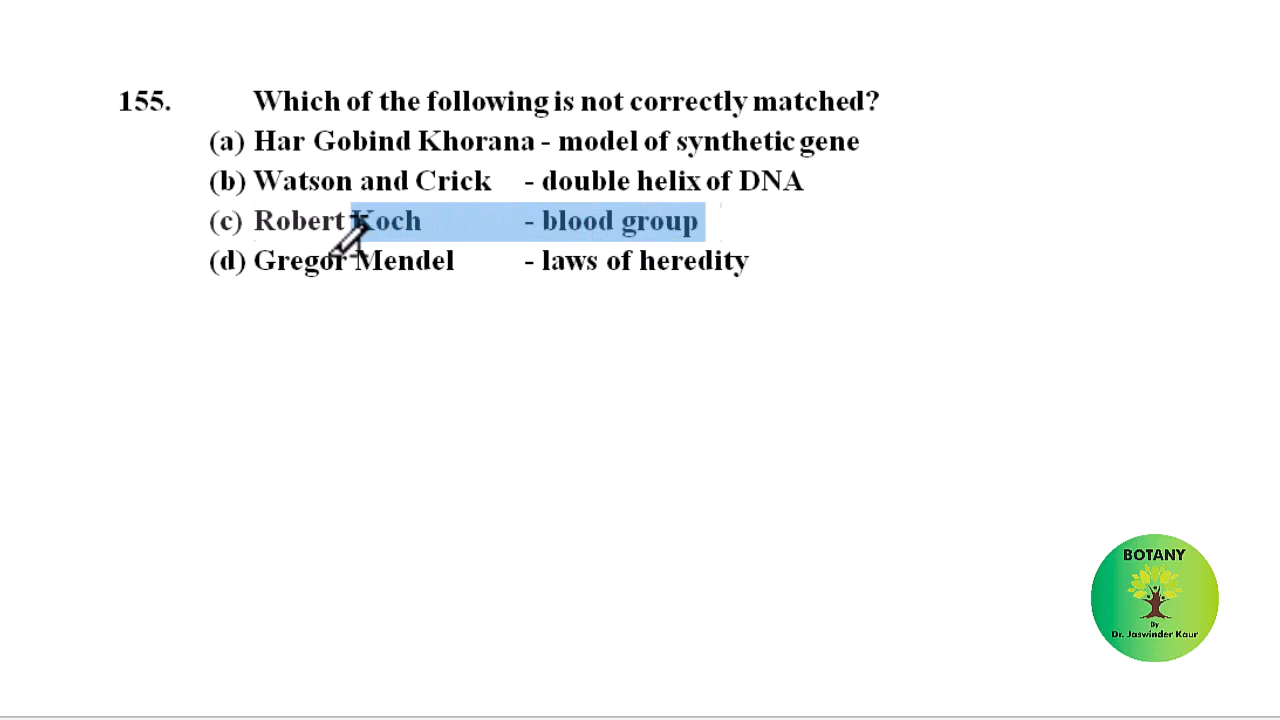 155. Which of the following is not correctly matched?
(a) Har Gobind Khorana - model of synthetic gene
(b) Watson and Crick - double helix of DNA
(c) Robert Koch - blood group
(d) Gregor Mendel - laws of heredity
BOTANY
By
Dr. Jaswinder Kaur